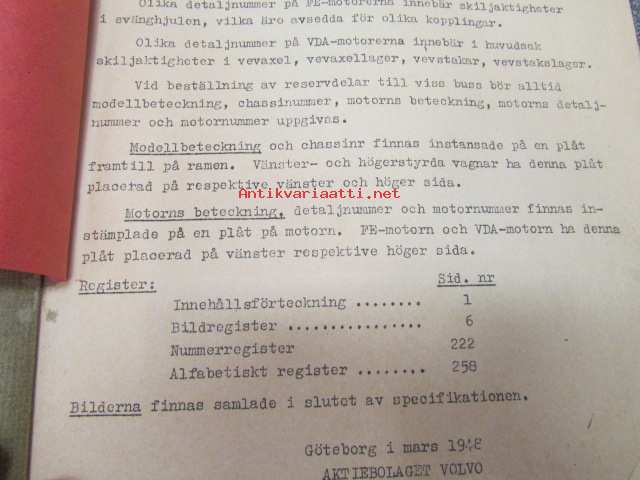 Olika detaljnummer på FE-motorerna innebär skiljaktigheter
i svänghjulen, vilka äro avsedda för olika kopplingar.
Olika detaljnummer på VDA-motorerna innebär i huvudsak
skiljaktigheter i vevaxel, vevaxellager, vevstakar, vevstakslager.
Vid beställning av reservdelar till viss buss bör alltid
modellbeteckning, chassinummer, motorns beteckning, motorns detalj-
nummer och motornummer uppgivas.
Modellbeteckning och chassinr finnas instansade på en plåt
framtill på ramen. Vänster- och högerstyrda vagnar ha denna plåt
placerad på respektive vänster och höger sida.
Antikvariaatti.net
Motorns beteckning, detaljnummer och motornummer finnas in-
stämplade på en plåt på motorn. FE-motorn och VDA-motorn ha denna
plåt placerad på vänster respektive höger sida.
Register: Sid. nr
Innehållsförteckning ........ 1
Bildregister ................ 6
Nummerregister 222
Alfabetiskt register ........ 258
Bilderna finnas samlade i slutet av specifikationen.
Göteborg i mars 1948
AKTIEBOLAGET VOLVO